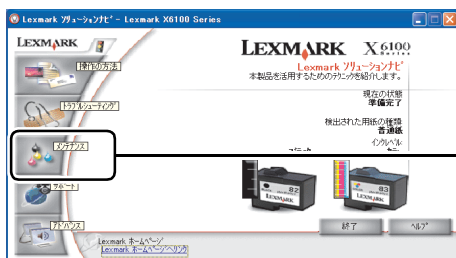 Lexmark ソリューションナビ - Lexmark X6100 Series
LEXMARK
LEXMARK X6100
Series
Lexmark ソリューションナビ
本製品を活用するためのテクニックを紹介します。
操作の方法
現在の状態
準備完了
トラブルシューティング
検出された用紙の種類
普通紙
インクレベル
メンテナンス
82
LEXMARK
83
LEXMARK
サポート
アドバンス
終了
ヘルプ
Lexmark ホームページ
Lexmark ホームページへリンク